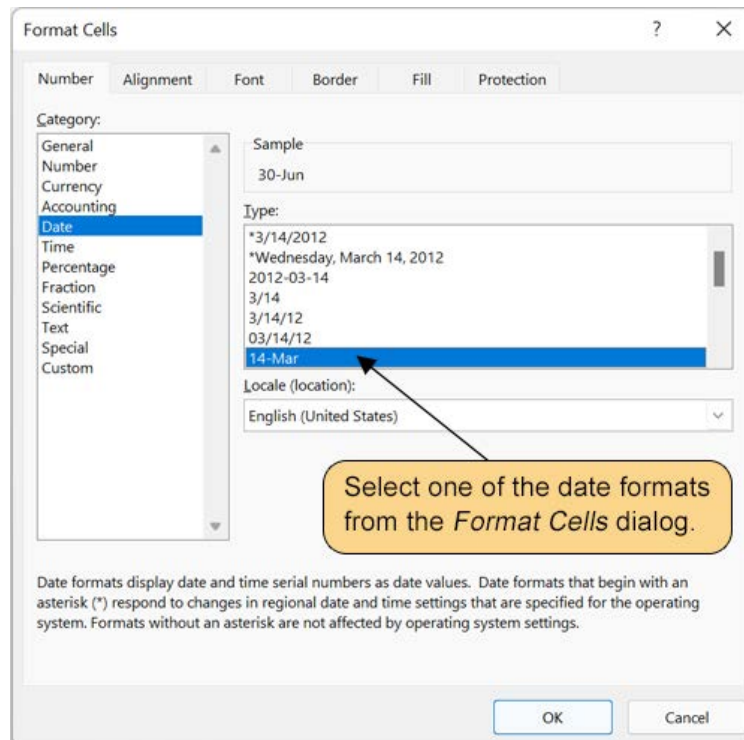 Format Cells
?
X
Number Alignment Font Border Fill Protection
Category:
General
Number
Currency
Accounting
Date
Time
Percentage
Fraction
Scientific
Text
Special
Custom
Sample
30-Jun
Type:
*3/14/2012
*Wednesday, March 14, 2012
2012-03-14
3/14
3/14/12
03/14/12
14-Mar
Locale (location):
English (United States)
Select one of the date formats
from the Format Cells dialog.
Date formats display date and time serial numbers as date values. Date formats that begin with an
asterisk (*) respond to changes in regional date and time settings that are specified for the operating
system. Formats without an asterisk are not affected by operating system settings.
OK Cancel